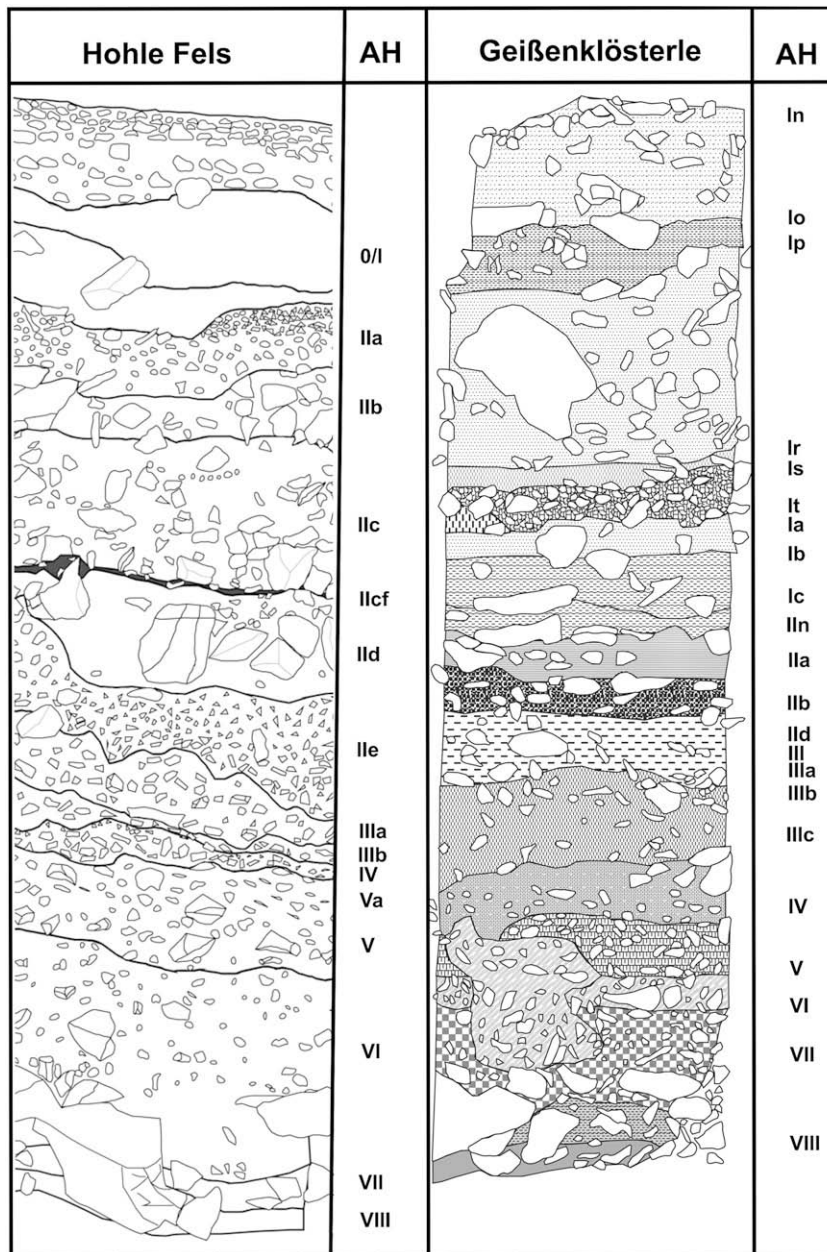 Hohle Fels
AH
Geißenklösterle
AH
0/I
IIa
IIb
IIc
IIcf
IId
IIe
IIIa
IIIb
IV
Va
V
VI
VII
VIII
In
Io
Ip
Ir
Is
It
Ia
Ib
Ic
IIn
IIa
IIb
IId
III
IIIa
IIIb
IIIc
IV
V
VI
VII
VIII